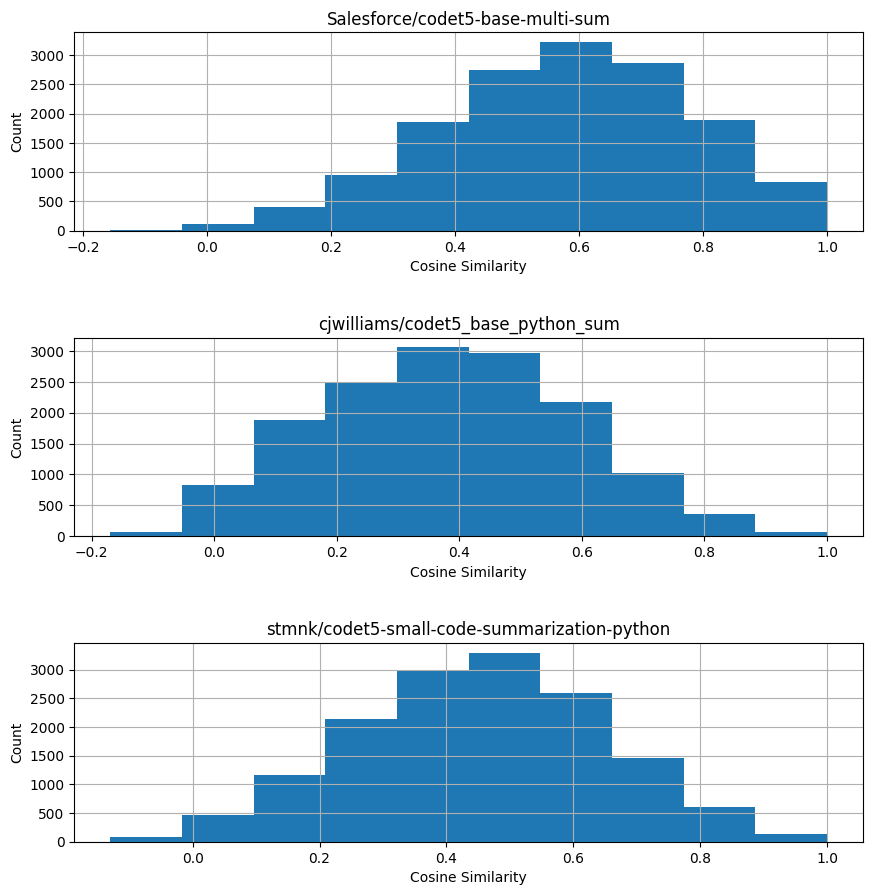 Salesforce/codet5-base-multi-sum
3000
2500
2000
1500
1000
500
0
Count
−0.2 0.0 0.2 0.4 0.6 0.8 1.0
Cosine Similarity
cjwilliams/codet5_base_python_sum
3000
2500
2000
1500
1000
500
0
Count
−0.2 0.0 0.2 0.4 0.6 0.8 1.0
Cosine Similarity
stmnk/codet5-small-code-summarization-python
3000
2500
2000
1500
1000
500
0
Count
0.0 0.2 0.4 0.6 0.8 1.0
Cosine Similarity